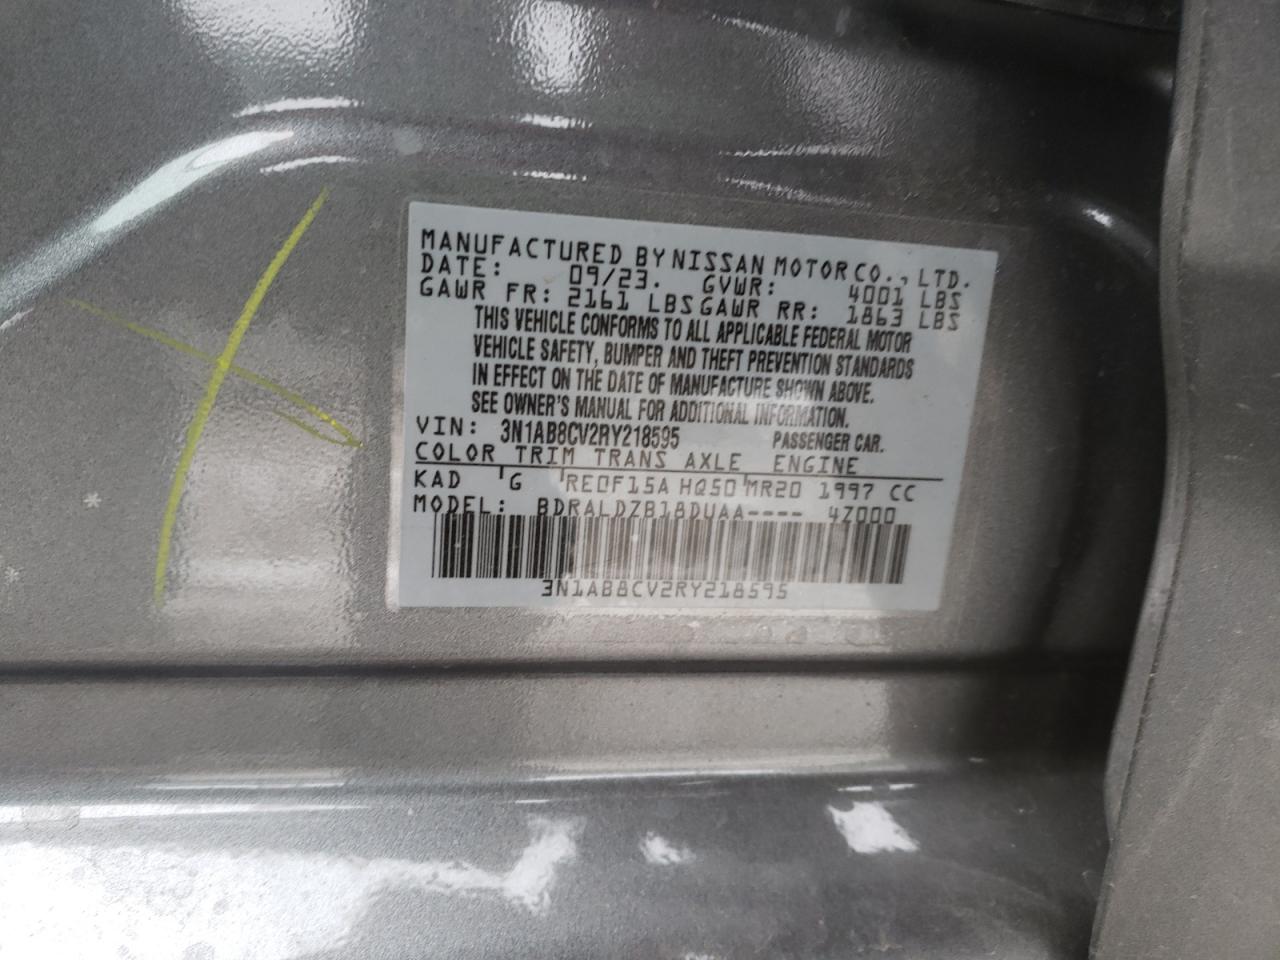 MANUFACTURED BY NISSAN MOTOR CO., LTD.
DATE: 09/23. GVWR: 4001 LBS
GAWR FR: 2161 LBS GAWR RR: 1863 LBS
THIS VEHICLE CONFORMS TO ALL APPLICABLE FEDERAL MOTOR
VEHICLE SAFETY, BUMPER AND THEFT PREVENTION STANDARDS
IN EFFECT ON THE DATE OF MANUFACTURE SHOWN ABOVE.
SEE OWNER'S MANUAL FOR ADDITIONAL INFORMATION.
VIN: 3N1AB8CV2RY218595 PASSENGER CAR.
COLOR TRIM TRANS AXLE ENGINE
KAD G RE0F15A HQ50 MR20 1997 CC
MODEL: BDRALDZB18DUAA---- 4Z000
3N1AB8CV2RY218595